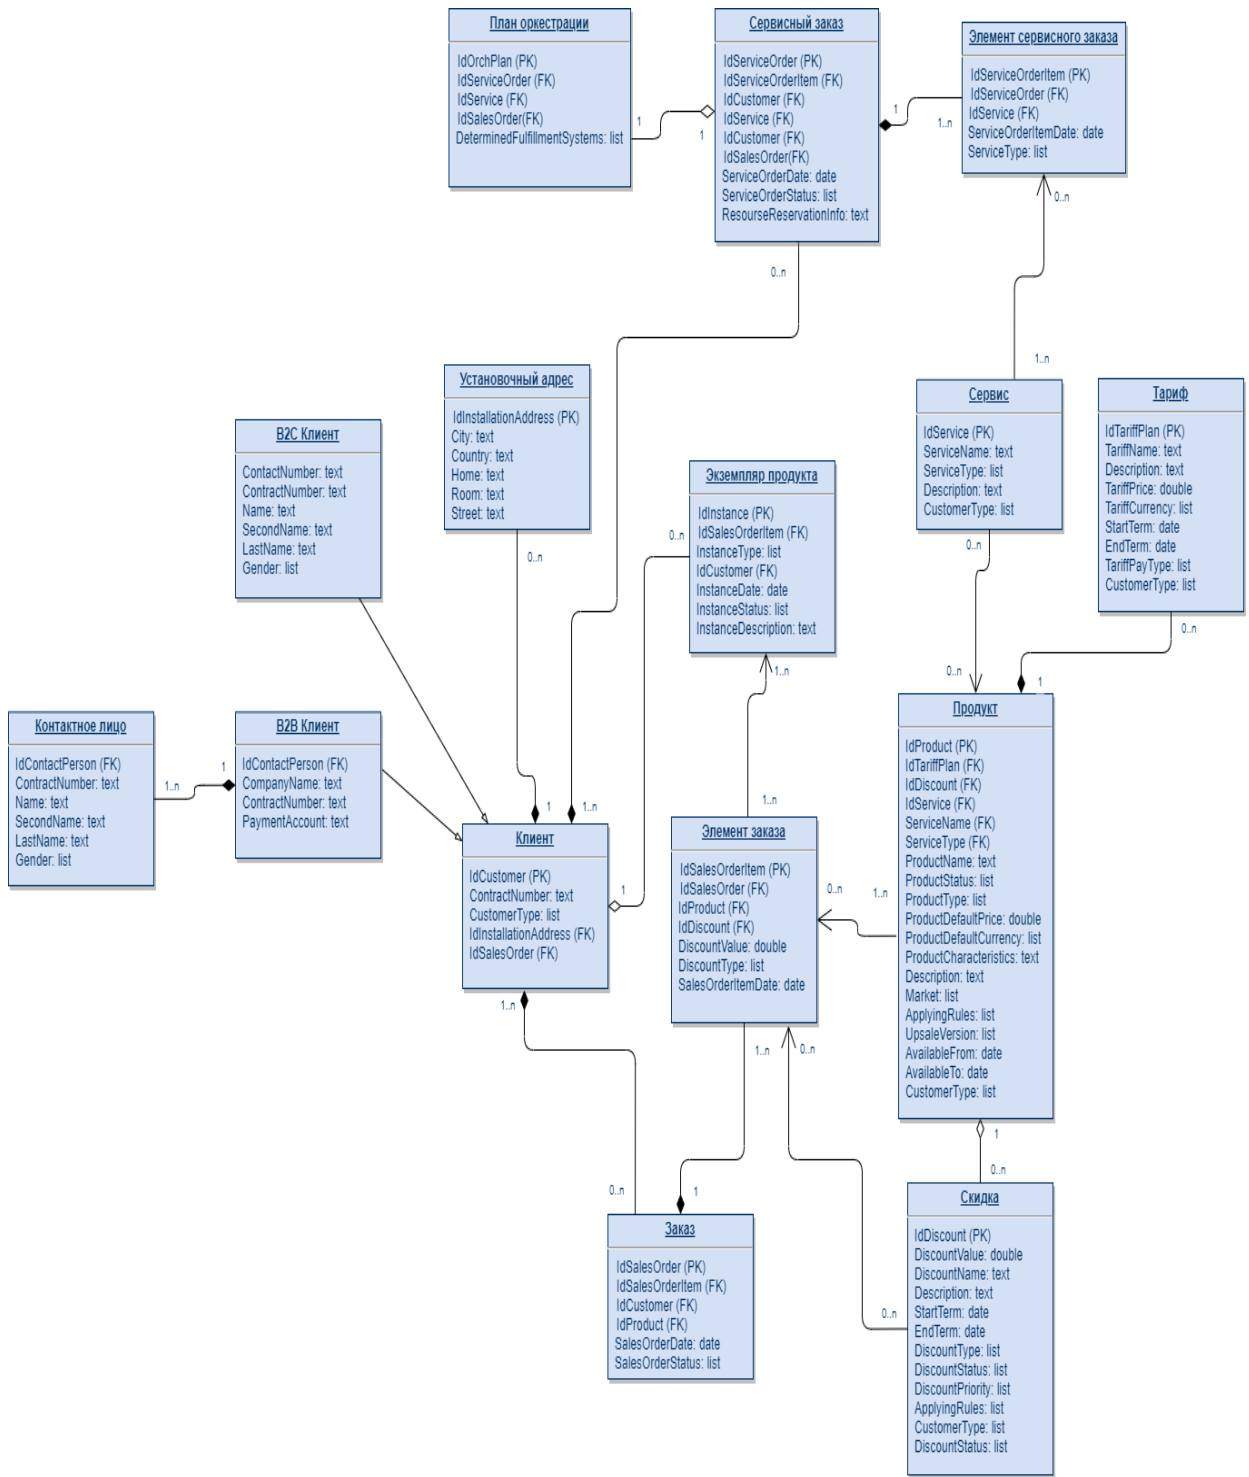 План оркестрации
IdOrchPlan (PK)
IdServiceOrder (FK)
IdService (FK)
IdSalesOrder(FK)
DeterminedFulfillmentSystems: list
1
1
Сервисный заказ
IdServiceOrder (PK)
IdServiceOrderItem (FK)
IdCustomer (FK)
IdService (FK)
IdCustomer (FK)
IdSalesOrder(FK)
ServiceOrderDate: date
ServiceOrderStatus: list
ResourseReservationInfo: text
1
1..n
0..n
Элемент сервисного заказа
IdServiceOrderItem (PK)
IdServiceOrder (FK)
IdService (FK)
ServiceOrderItemDate: date
ServiceType: list
0..n
1..n
Установочный адрес
IdInstallationAddress (PK)
City: text
Country: text
Home: text
Room: text
Street: text
0..n
Сервис
IdService (PK)
ServiceName: text
ServiceType: list
Description: text
CustomerType: list
0..n
0..n
Тариф
IdTariffPlan (PK)
TariffName: text
Description: text
TariffPrice: double
TariffCurrency: list
StartTerm: date
EndTerm: date
TariffPayType: list
CustomerType: list
0..n
1
B2C Клиент
ContactNumber: text
ContractNumber: text
Name: text
SecondName: text
LastName: text
Gender: list
Экземпляр продукта
IdInstance (PK)
IdSalesOrderItem (FK)
InstanceType: list
IdCustomer (FK)
InstanceDate: date
InstanceStatus: list
InstanceDescription: text
0..n
1..n
Контактное лицо
IdContactPerson (FK)
ContractNumber: text
Name: text
SecondName: text
LastName: text
Gender: list
1..n
1
B2B Клиент
IdContactPerson (FK)
CompanyName: text
ContractNumber: text
PaymentAccount: text
1
1..n
Клиент
IdCustomer (PK)
ContractNumber: text
CustomerType: list
IdInstallationAddress (FK)
IdSalesOrder (FK)
1
1..n
1..n
Элемент заказа
IdSalesOrderItem (PK)
IdSalesOrder (FK)
IdProduct (FK)
IdDiscount (FK)
DiscountValue: double
DiscountType: list
SalesOrderItemDate: date
0..n
1..n
1..n
0..n
Продукт
IdProduct (PK)
IdTariffPlan (FK)
IdDiscount (FK)
IdService (FK)
ServiceName (FK)
ServiceType (FK)
ProductName: text
ProductStatus: list
ProductType: list
ProductDefaultPrice: double
ProductDefaultCurrency: list
ProductCharacteristics: text
Description: text
Market: list
ApplyingRules: list
UpsaleVersion: list
AvailableFrom: date
AvailableTo: date
CustomerType: list
1
0..n
0..n
1
Заказ
IdSalesOrder (PK)
IdSalesOrderItem (FK)
IdCustomer (FK)
IdProduct (FK)
SalesOrderDate: date
SalesOrderStatus: list
0..n
Скидка
IdDiscount (PK)
DiscountValue: double
DiscountName: text
Description: text
StartTerm: date
EndTerm: date
DiscountType: list
DiscountStatus: list
DiscountPriority: list
ApplyingRules: list
CustomerType: list
DiscountStatus: list